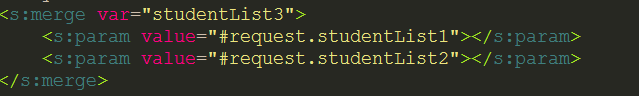 <s:merge var="studentList3">
<s:param value="#request.studentList1"></s:param>
<s:param value="#request.studentList2"></s:param>
</s:merge>